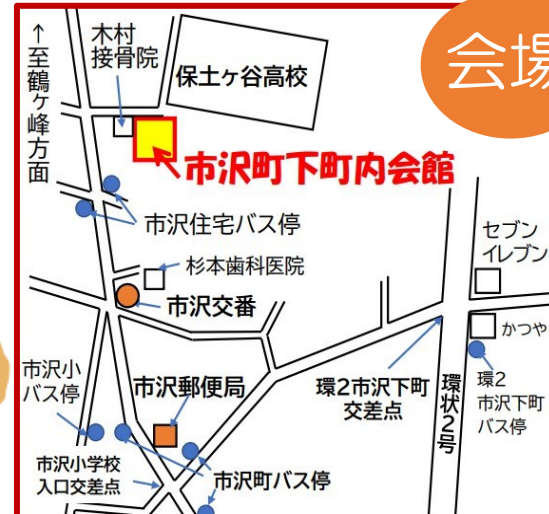 ↑至鶴ヶ峰方面
木村
接骨院
保土ヶ谷高校
会場
市沢町下町内会館
市沢住宅バス停
セブン
イレブン
杉本歯科医院
市沢交番
かつや
市沢小
バス停
市沢郵便局
環2市沢下町
交差点
環状2号
環2
市沢下町
バス停
市沢小学校
入口交差点
市沢町バス停